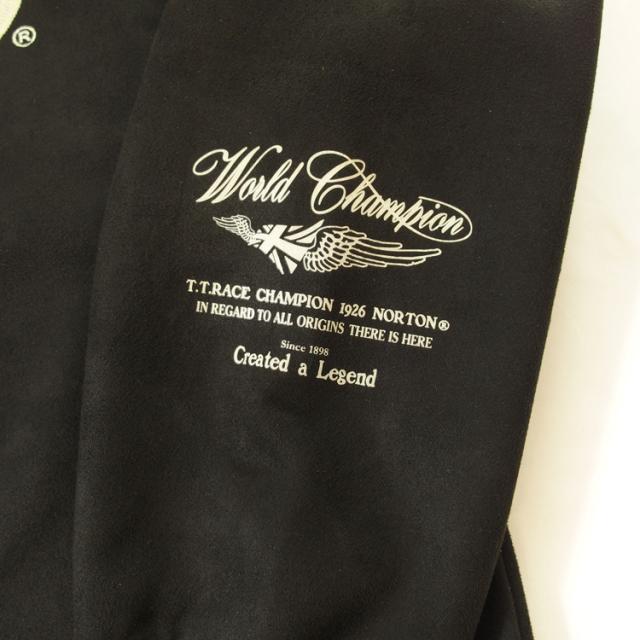 ®
World Champion
T.T.RACE CHAMPION 1926 NORTON®
IN REGARD TO ALL ORIGINS THERE IS HERE
Since 1898
Created a Legend